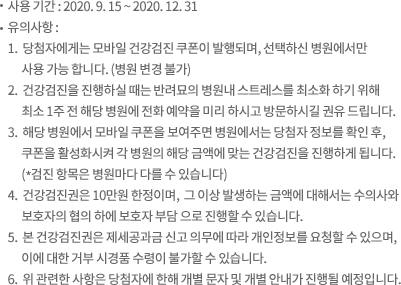 • 사용 기간 : 2020. 9. 15 ~ 2020. 12. 31
• 유의사항 :
1. 당첨자에게는 모바일 건강검진 쿠폰이 발행되며, 선택하신 병원에서만
사용 가능 합니다. (병원 변경 불가)
2. 건강검진을 진행하실 때는 반려묘의 병원내 스트레스를 최소화 하기 위해
최소 1주 전 해당 병원에 전화 예약을 미리 하시고 방문하시길 권유 드립니다.
3. 해당 병원에서 모바일 쿠폰을 보여주면 병원에서는 당첨자 정보를 확인 후,
쿠폰을 활성화시켜 각 병원의 해당 금액에 맞는 건강검진을 진행하게 됩니다.
(*검진 항목은 병원마다 다를 수 있습니다)
4. 건강검진권은 10만원 한정이며, 그 이상 발생하는 금액에 대해서는 수의사와
보호자의 협의 하에 보호자 부담 으로 진행할 수 있습니다.
5. 본 건강검진권은 제세공과금 신고 의무에 따라 개인정보를 요청할 수 있으며,
이에 대한 거부 시경품 수령이 불가할 수 있습니다.
6. 위 관련한 사항은 당첨자에 한해 개별 문자 및 개별 안내가 진행될 예정입니다.